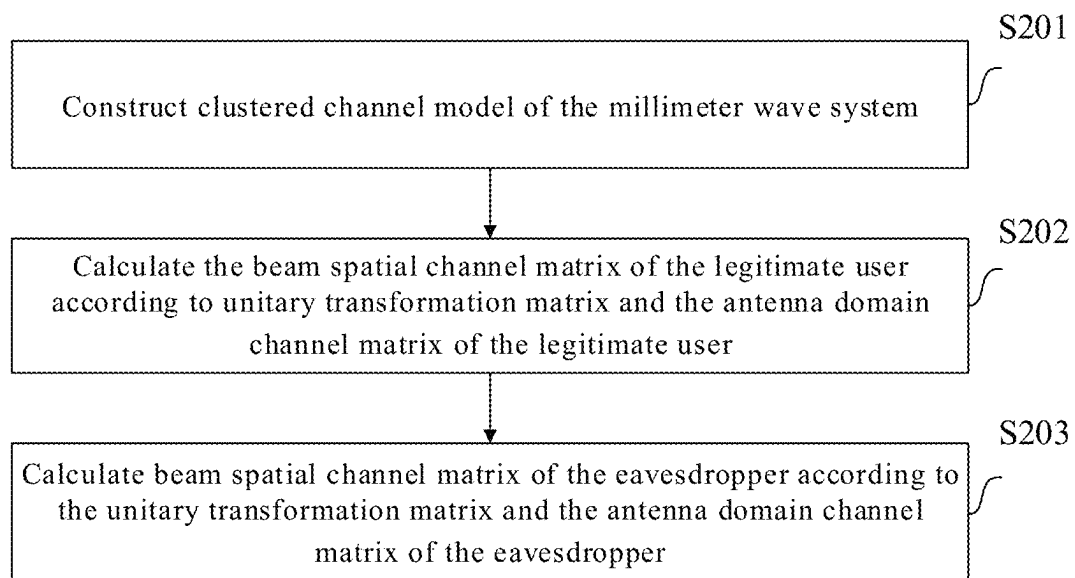 S201
Construct clustered channel model of the millimeter wave system
S202
Calculate the beam spatial channel matrix of the legitimate user
according to unitary transformation matrix and the antenna domain
channel matrix of the legitimate user
S203
Calculate beam spatial channel matrix of the eavesdropper according to
the unitary transformation matrix and the antenna domain channel
matrix of the eavesdropper